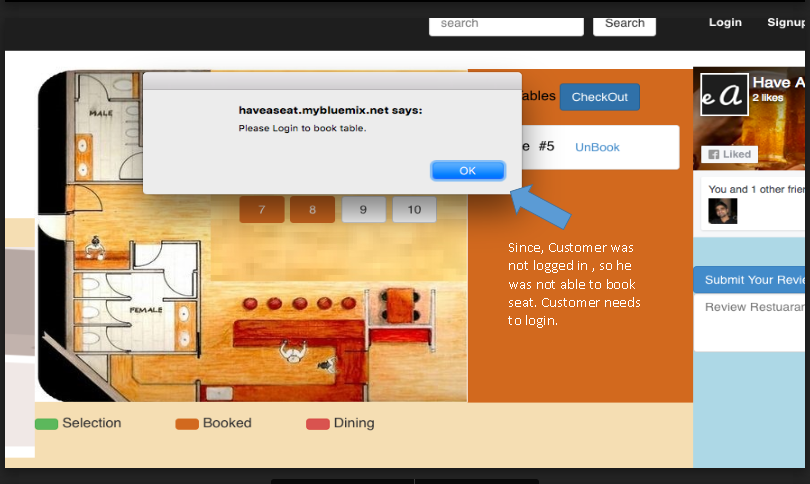 search
Search
Login
Signup
MALE
haveaseat.mybluemix.net says:
Please Login to book table.
OK
Tables
CheckOut
#5
UnBook
7
8
9
10
FEMALE
Since, Customer was
not logged in , so he
was not able to book
seat. Customer needs
to login.
Have A
2 likes
e A
Liked
You and 1 other frien
Submit Your Revie
Review Restuaran
Selection
Booked
Dining